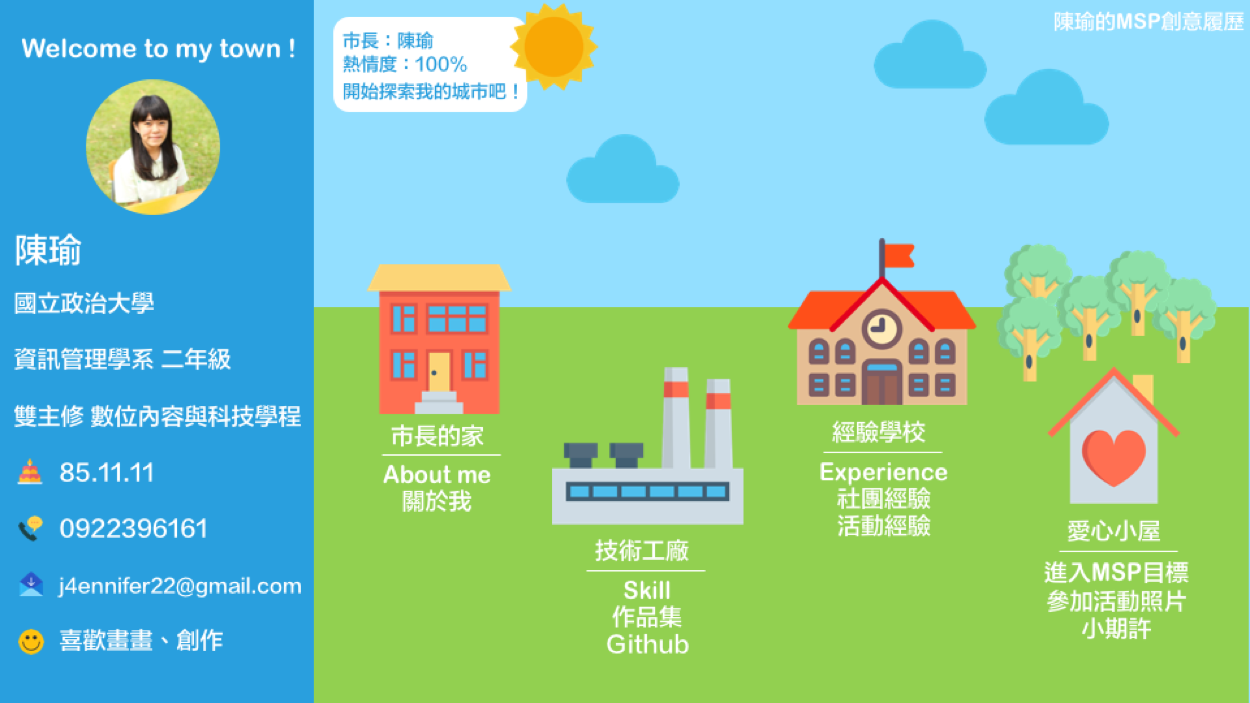 Welcome to my town !
陳瑜
國立政治大學
資訊管理學系 二年級
雙主修 數位內容與科技學程
85.11.11
0922396161
j4ennifer22@gmail.com
喜歡畫畫、創作
市長：陳瑜
熱情度：100%
開始探索我的城市吧！
陳瑜的MSP創意履歷
市長的家
About me
關於我
技術工廠
Skill
作品集
Github
經驗學校
Experience
社團經驗
活動經驗
愛心小屋
進入MSP目標
參加活動照片
小期許